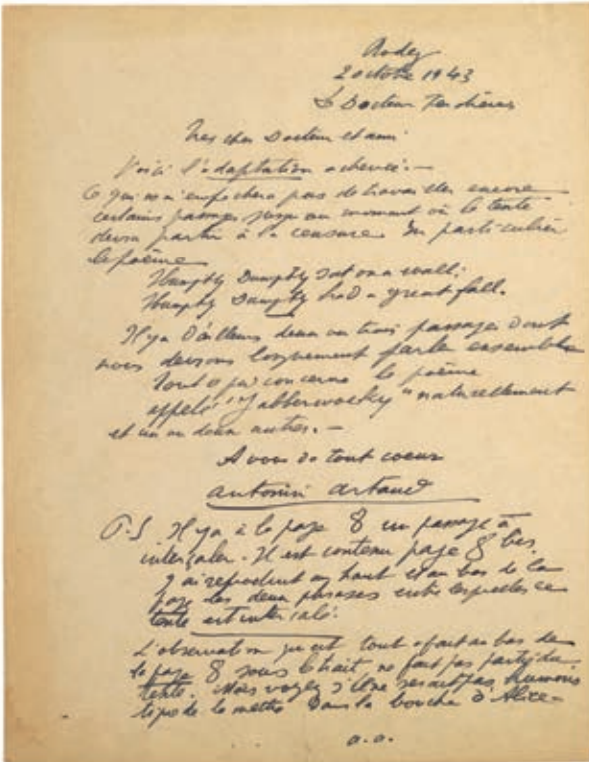 Rodez
2 octobre 1943
Le Docteur Ferdière
Très cher Docteur et ami
Voici l'adaptation achevée. —
Ce qui ne m'empêchera pas de travailler encore
certains passages jusqu'au moment où le texte
devra partir à la censure. En particulier
le poème
Humpty Dumpty sat on a wall:
Humpty Dumpty had a great fall.
Il y a d'ailleurs deux ou trois passages dont
nous devrons longuement parler ensemble
Tout ce qui concerne le poème
appelé "Jabberwocky" naturellement
et un ou deux autres. —
A vous de tout coeur
Antonin Artaud
P.S Il y a à la page 8 un passage à
intercaler. Il est contenu page 8 bis.
J'ai reproduit en haut et au bas de la
page les deux phrases entre lesquelles ce
texte est intercalé.
L'observation qui est tout à fait au bas de
la page 8 sous le trait ne fait pas partie du
texte. Mais voyez s'il ne serait pas humoris
tique de la mettre dans la bouche d'Alice —
a.a.